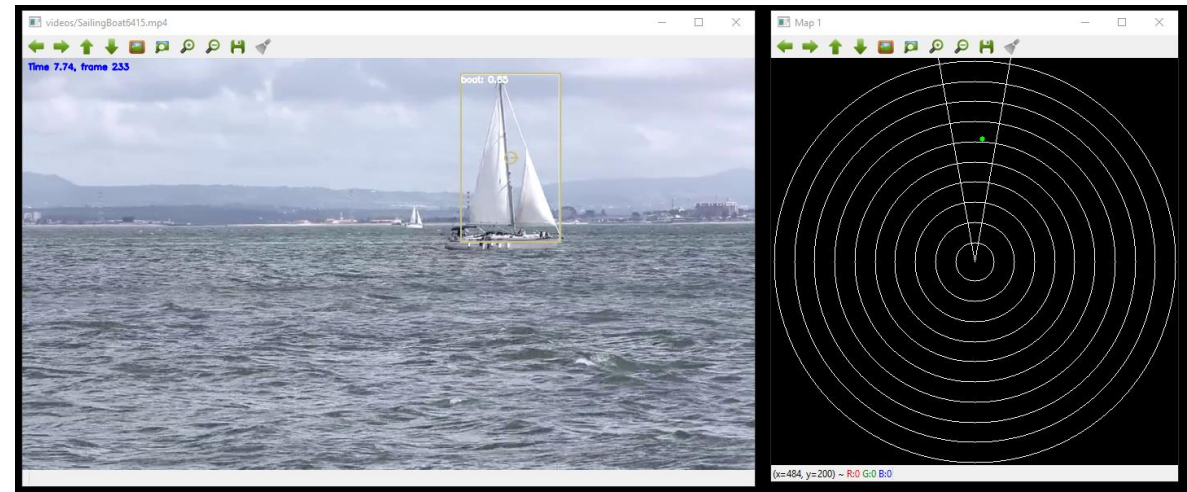 videos/SailingBoat6415.mp4
Time 7.74, frame 233
boat: 0.65
Map 1
(x=484, y=200) ~ R:0 G:0 B:0